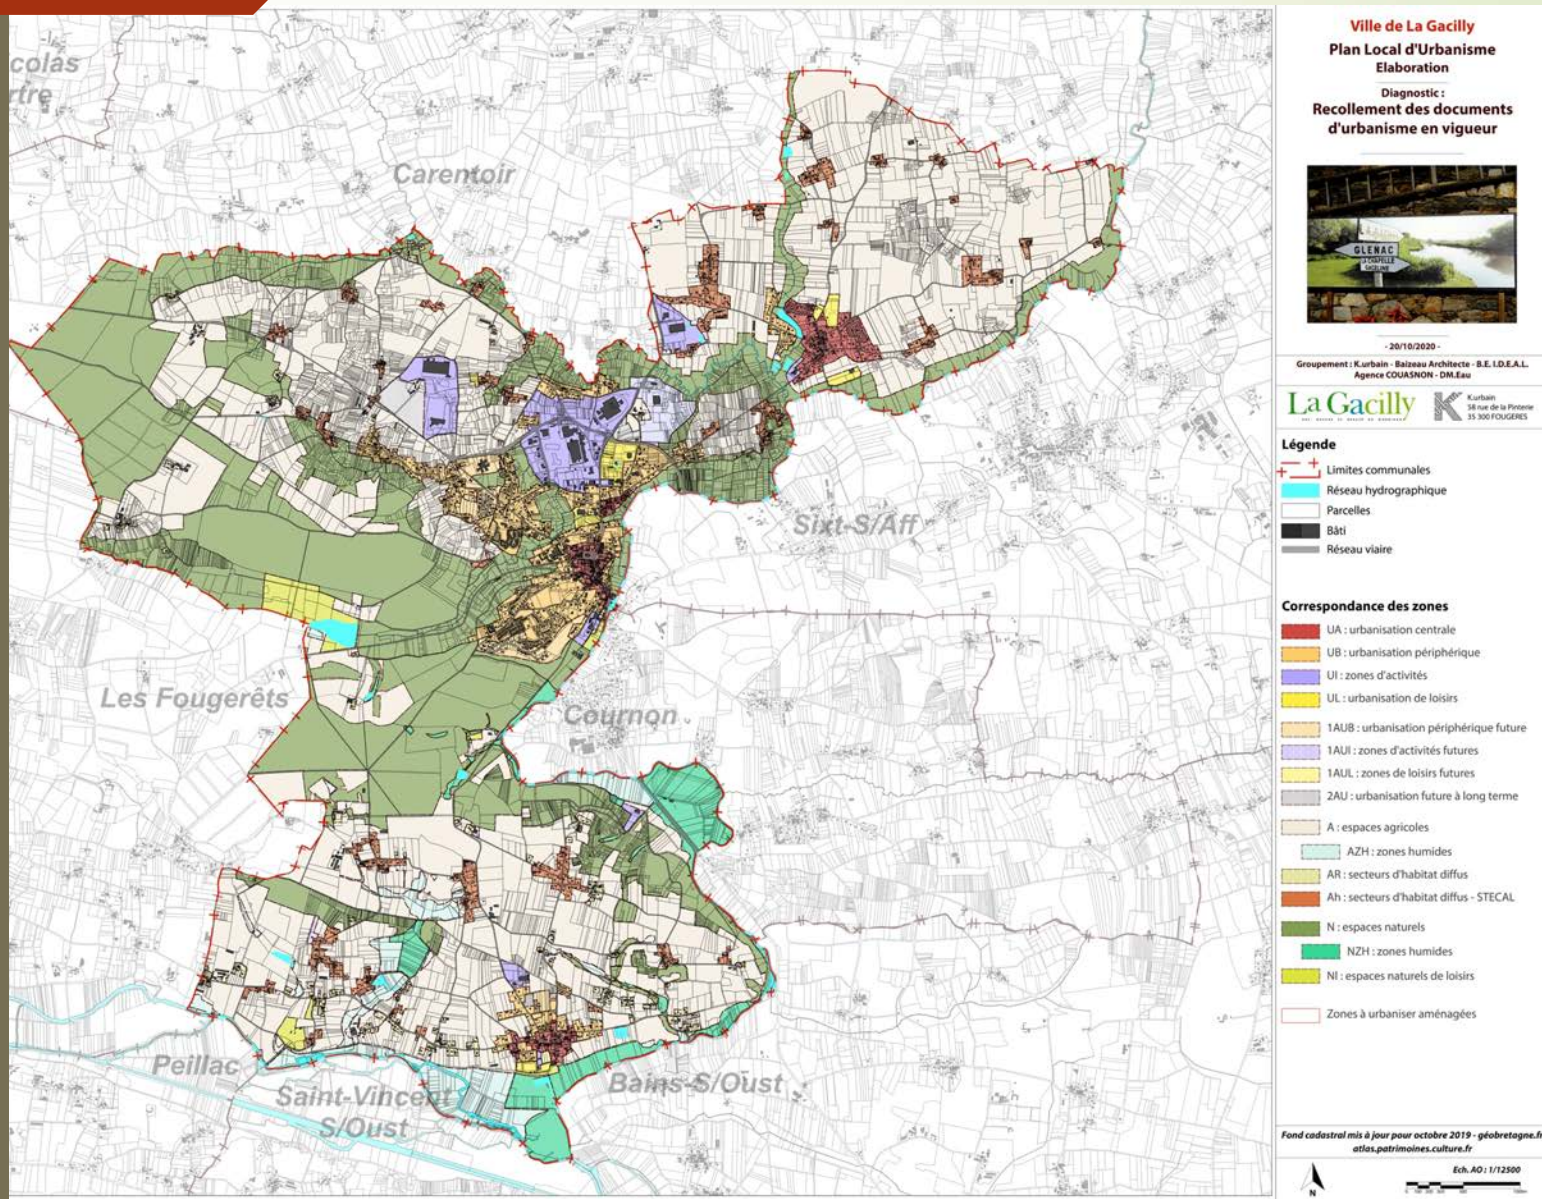 colas
rtre
Carentoir
Sixt-S/Aff
Les Fougerêts
Cournon
Peillac
Saint-Vincent
S/Oust
Bains-S/Oust
Ville de La Gacilly
Plan Local d'Urbanisme
Elaboration
Diagnostic :
Recollement des documents
d'urbanisme en vigueur
GLENAC
LA CHAPELLE
GACELINE
- 20/10/2020 -
Groupement : K.urbain - Baizeau Architecte - B.E. I.D.E.A.L.
Agence COUASNON - DM.Eau
La Gacilly
K.urbain
58 rue de la Pinterie
35 300 FOUGERES
Légende
Limites communales
Réseau hydrographique
Parcelles
Bâti
Réseau viaire
Correspondance des zones
UA : urbanisation centrale
UB : urbanisation périphérique
UI : zones d'activités
UL : urbanisation de loisirs
1AUB : urbanisation périphérique future
1AUI : zones d'activités futures
1AUL : zones de loisirs futures
2AU : urbanisation future à long terme
A : espaces agricoles
AZH : zones humides
AR : secteurs d'habitat diffus
Ah : secteurs d'habitat diffus - STECAL
N : espaces naturels
NZH : zones humides
Nl : espaces naturels de loisirs
Zones à urbaniser aménagées
Fond cadastral mis à jour pour octobre 2019 - géobretagne.fr
atlas.patrimoines.culture.fr
Ech. AO : 1/12500
N